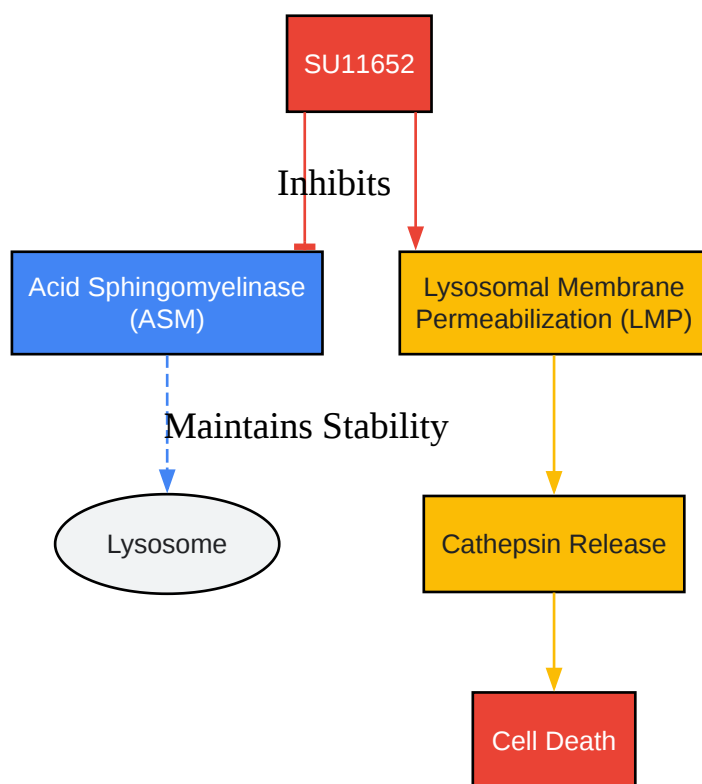 SU11652
Inhibits
Acid Sphingomyelinase
(ASM)
Lysosomal Membrane
Permeabilization (LMP)
Maintains Stability
Lysosome
Cathepsin Release
Cell Death